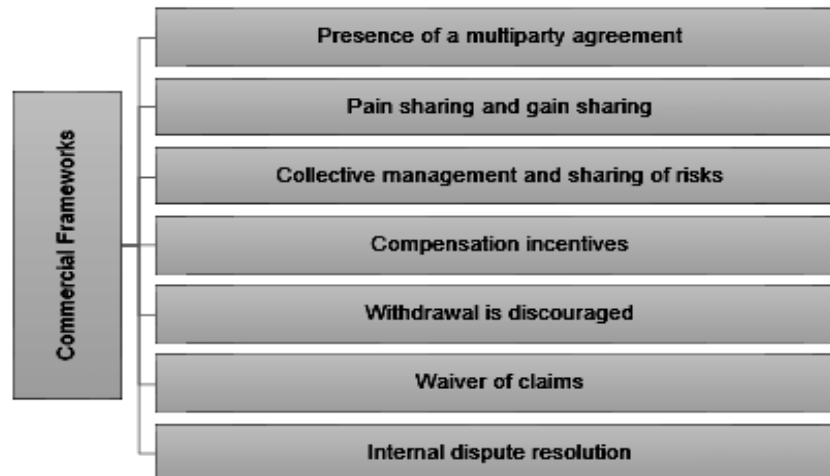 Commercial Frameworks
Presence of a multiparty agreement
Pain sharing and gain sharing
Collective management and sharing of risks
Compensation incentives
Withdrawal is discouraged
Waiver of claims
Internal dispute resolution